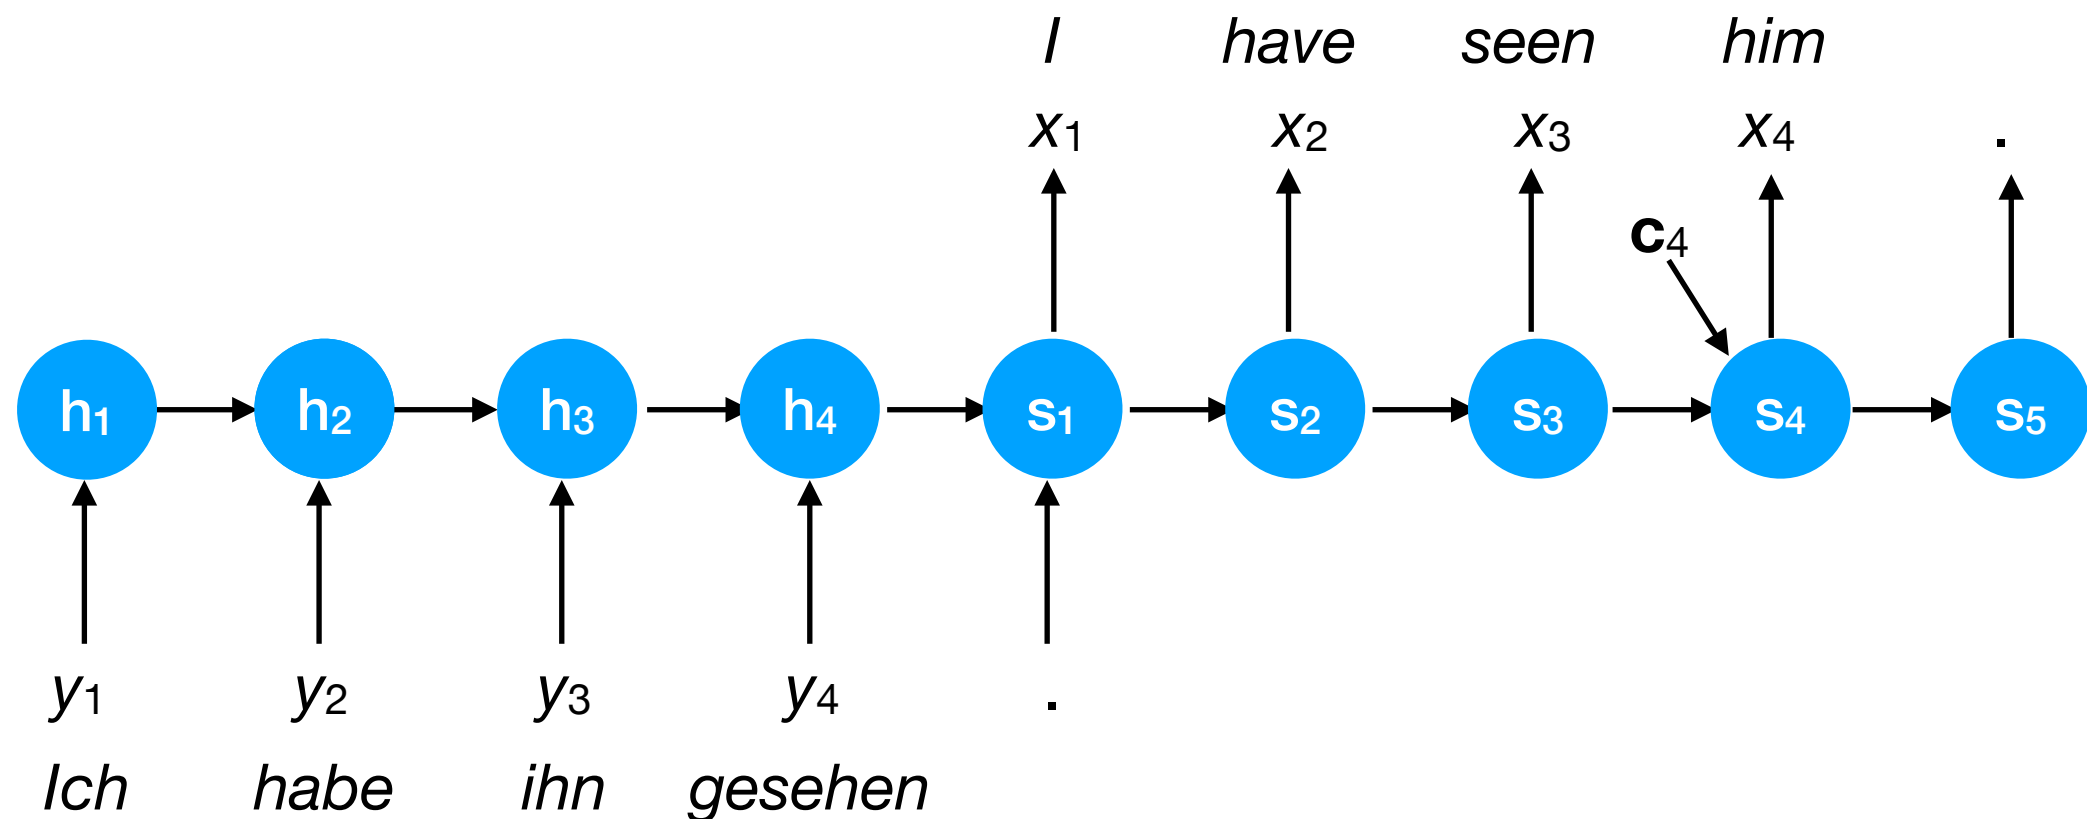 I have seen him
x1 x2 x3 x4 .
c4
h1 h2 h3 h4 s1 s2 s3 s4 s5
y1 y2 y3 y4 .
Ich habe ihn gesehen